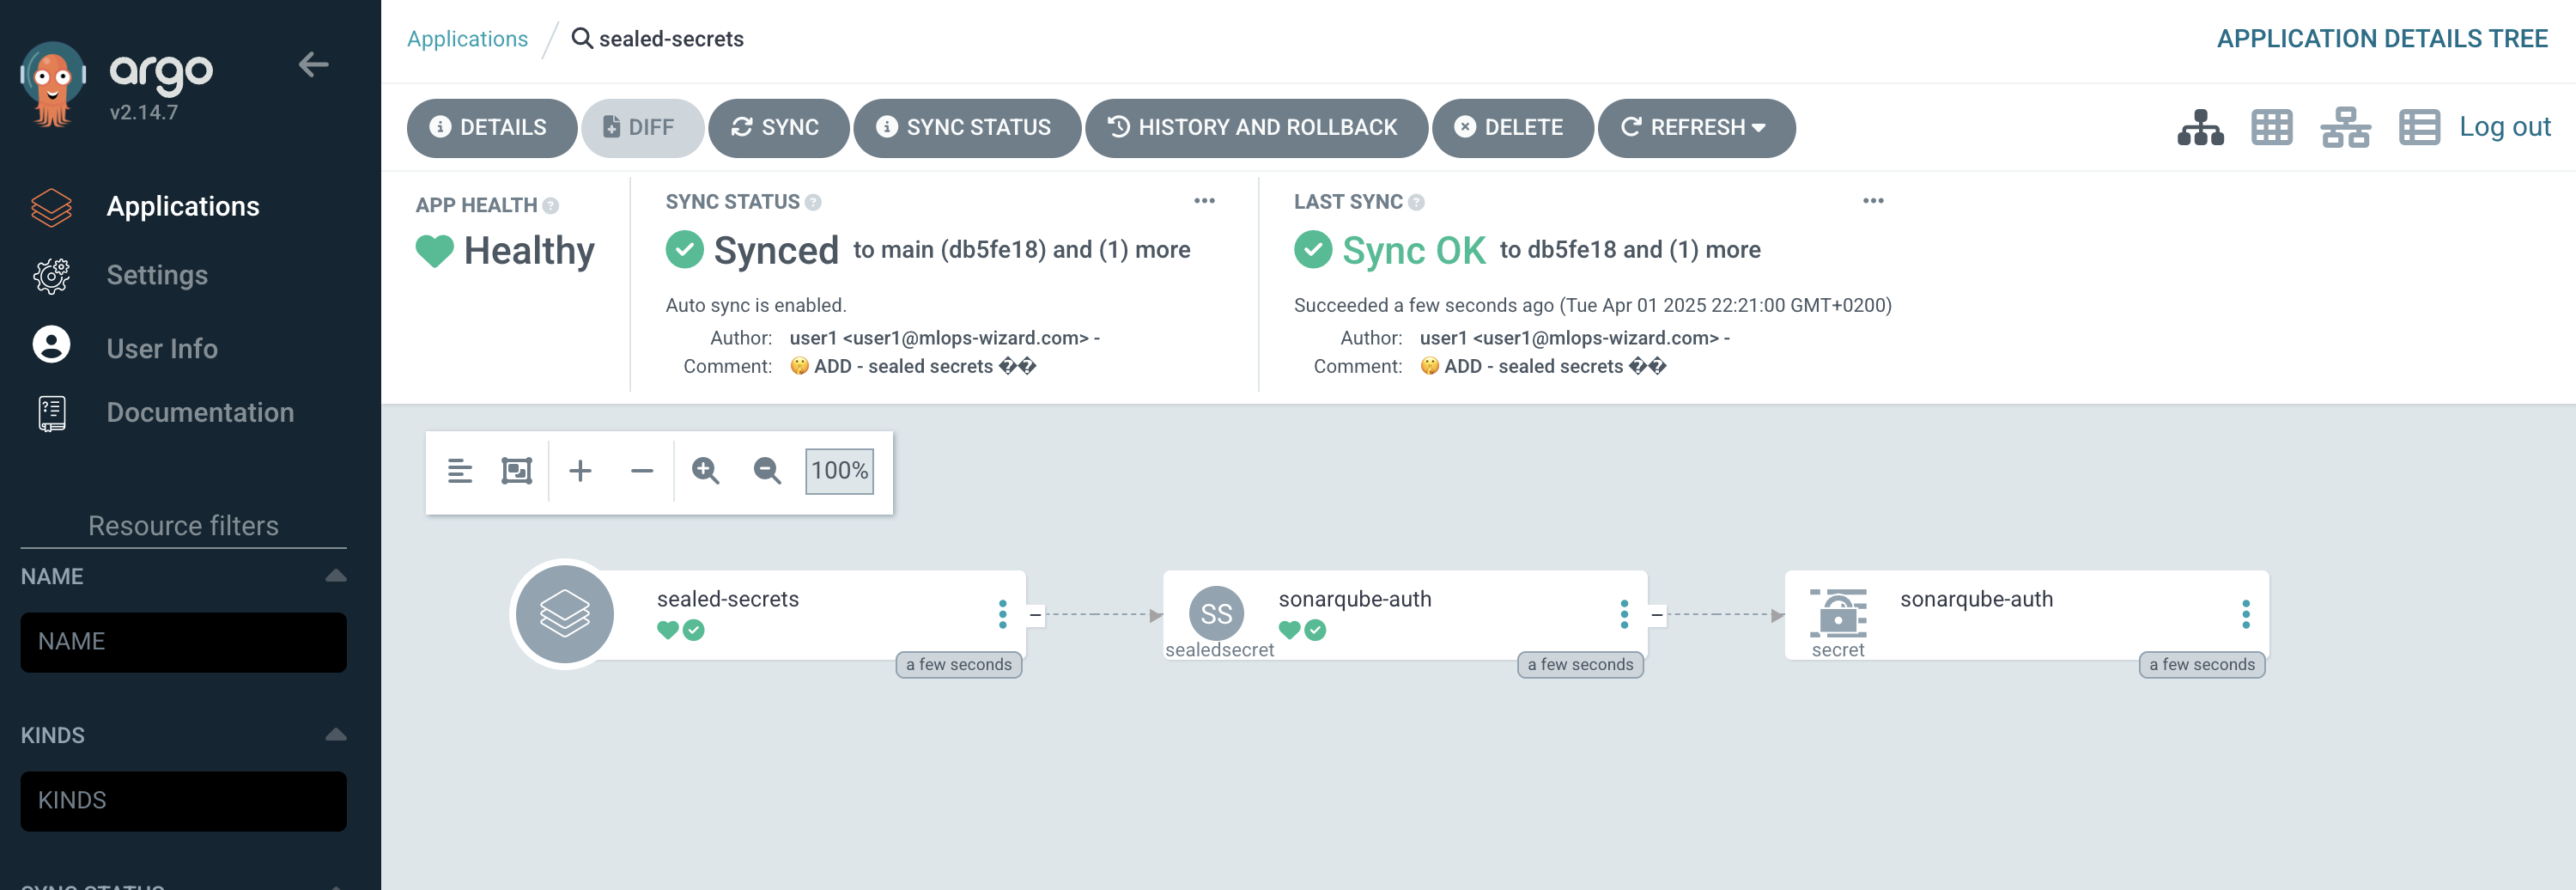 argo
v2.14.7
Applications
Settings
User Info
Documentation
Resource filters
NAME
NAME
KINDS
KINDS
SYNC STATUS
Applications / sealed-secrets
APPLICATION DETAILS TREE
DETAILS DIFF SYNC SYNC STATUS HISTORY AND ROLLBACK DELETE REFRESH
Log out
APP HEALTH ?
Healthy
SYNC STATUS ?
Synced to main (db5fe18) and (1) more
Auto sync is enabled.
Author: user1 <user1@mlops-wizard.com> -
Comment: 🤫 ADD - sealed secrets ��
LAST SYNC ?
Sync OK to db5fe18 and (1) more
Succeeded a few seconds ago (Tue Apr 01 2025 22:21:00 GMT+0200)
Author: user1 <user1@mlops-wizard.com> -
Comment: 🤫 ADD - sealed secrets ��
100%
sealed-secrets
a few seconds
SS
sealedsecret
sonarqube-auth
a few seconds
secret
sonarqube-auth
a few seconds